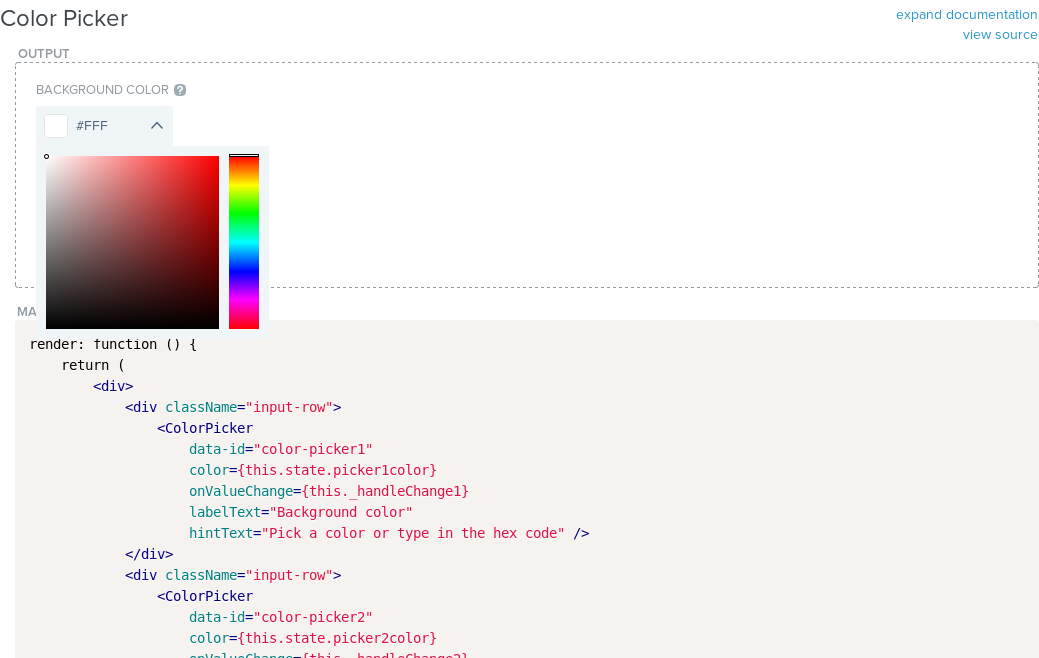 Color Picker
expand documentation
view source
OUTPUT
BACKGROUND COLOR ?
#FFF
MA
render: function () {
    return (
        <div>
            <div className="input-row">
                <ColorPicker
                    data-id="color-picker1"
                    color={this.state.picker1color}
                    onValueChange={this._handleChange1}
                    labelText="Background color"
                    hintText="Pick a color or type in the hex code" />
            </div>
            <div className="input-row">
                <ColorPicker
                    data-id="color-picker2"
                    color={this.state.picker2color}
                    onValueChange={this._handleChange2}